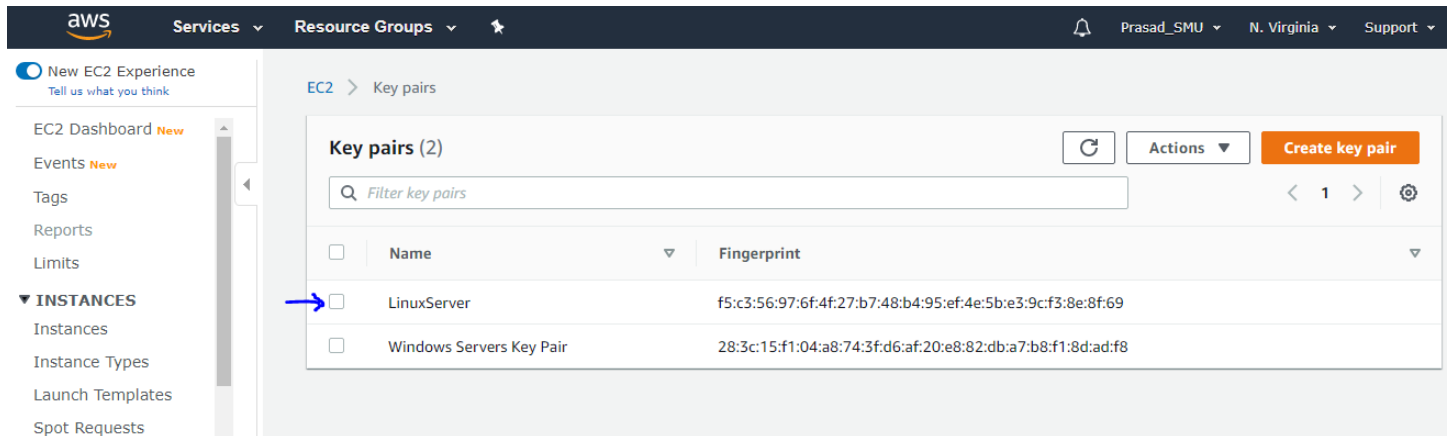 aws Services Resource Groups Prasad_SMU N. Virginia Support
New EC2 Experience
Tell us what you think
EC2 Dashboard New
Events New
Tags
Reports
Limits
INSTANCES
Instances
Instance Types
Launch Templates
Spot Requests
EC2 > Key pairs
Key pairs (2) Actions Create key pair
Filter key pairs < 1 >
Name Fingerprint
LinuxServer f5:c3:56:97:6f:4f:27:b7:48:b4:95:ef:4e:5b:e3:9c:f3:8e:8f:69
Windows Servers Key Pair 28:3c:15:f1:04:a8:74:3f:d6:af:20:e8:82:db:a7:b8:f1:8d:ad:f8